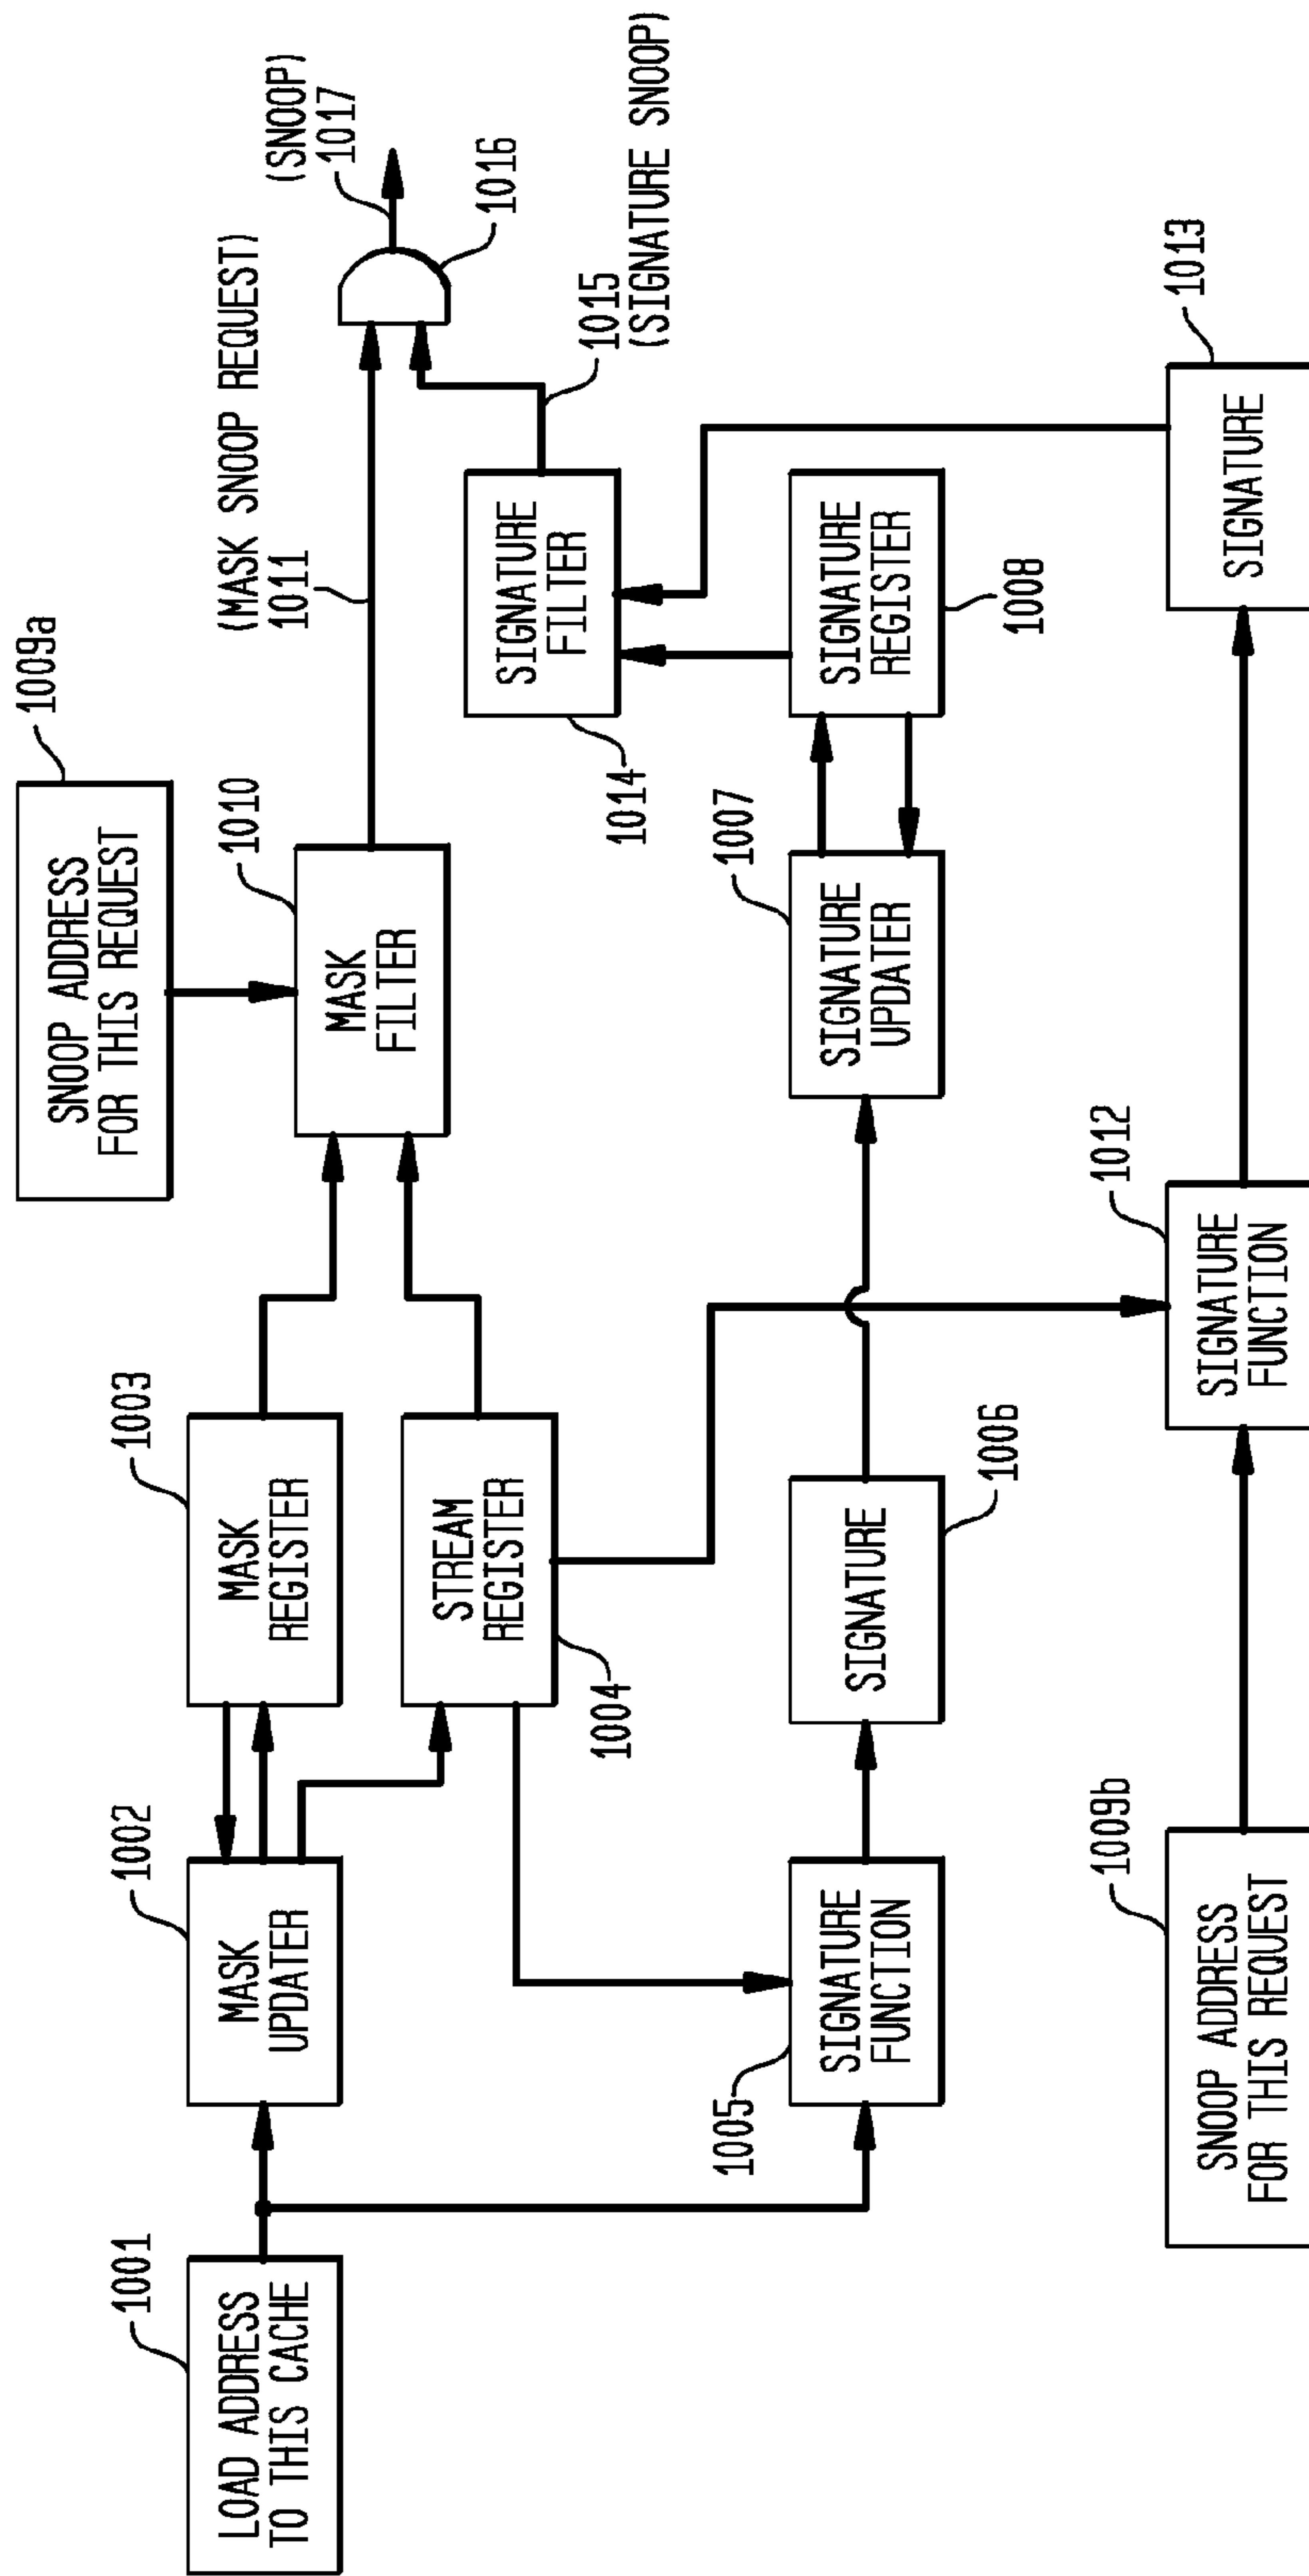 LOAD ADDRESS
TO THIS CACHE
1001
MASK
UPDATER
1002
MASK
REGISTER
1003
STREAM
REGISTER
1004
SNOOP ADDRESS
FOR THIS REQUEST
1009a
MASK
FILTER
1010
(MASK SNOOP REQUEST)
1011
(SNOOP)
1017
1016
1015
(SIGNATURE SNOOP)
SIGNATURE
FILTER
1014
SIGNATURE
FUNCTION
1005
SIGNATURE
1006
SIGNATURE
UPDATER
1007
SIGNATURE
REGISTER
1008
SNOOP ADDRESS
FOR THIS REQUEST
1009b
SIGNATURE
FUNCTION
1012
SIGNATURE
1013